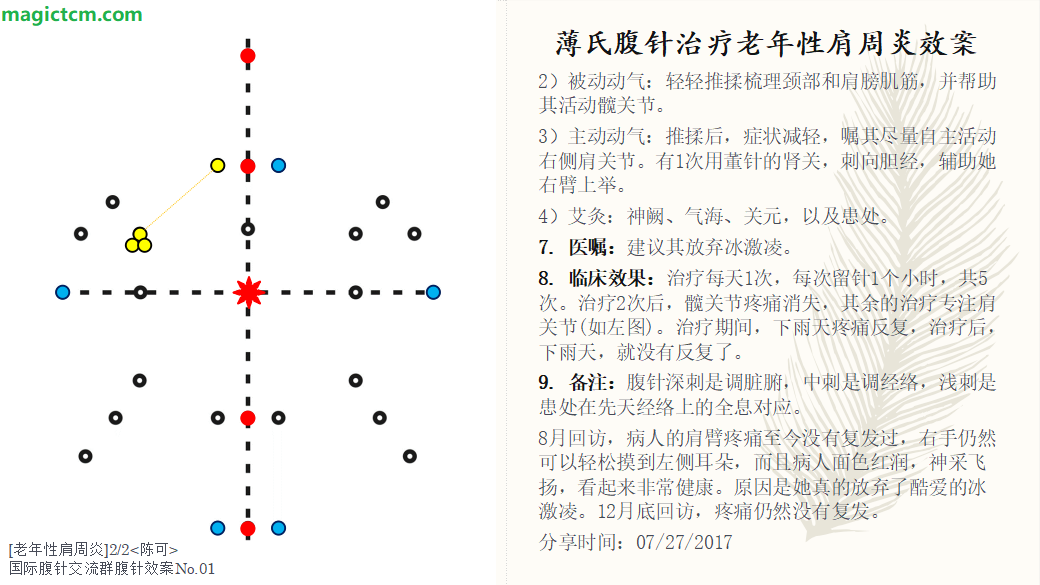 magictcm.com
[老年性肩周炎]2/2<陈可>
国际腹针交流群腹针效案No.01
薄氏腹针治疗老年性肩周炎效案
2）被动动气：轻轻推揉梳理颈部和肩膀肌筋，并帮助
其活动髋关节。
3）主动动气：推揉后，症状减轻，嘱其尽量自主活动
右侧肩关节。有1次用董针的肾关，刺向胆经，辅助她
右臂上举。
4）艾灸：神阙、气海、关元，以及患处。
7. 医嘱：建议其放弃冰激凌。
8. 临床效果：治疗每天1次，每次留针1个小时，共5
次。治疗2次后，髋关节疼痛消失，其余的治疗专注肩
关节(如左图)。治疗期间，下雨天疼痛反复，治疗后，
下雨天，就没有反复了。
9. 备注：腹针深刺是调脏腑，中刺是调经络，浅刺是
患处在先天经络上的全息对应。
8月回访，病人的肩臂疼痛至今没有复发过，右手仍然
可以轻松摸到左侧耳朵，而且病人面色红润，神采飞
扬，看起来非常健康。原因是她真的放弃了酷爱的冰
激凌。12月底回访，疼痛仍然没有复发。
分享时间：07/27/2017